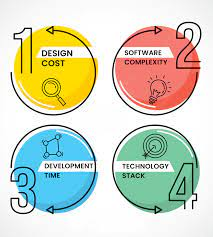 1
DESIGN
COST
2
SOFTWARE
COMPLEXITY
3
DEVELOPMENT
TIME
4
TECHNOLOGY
STACK